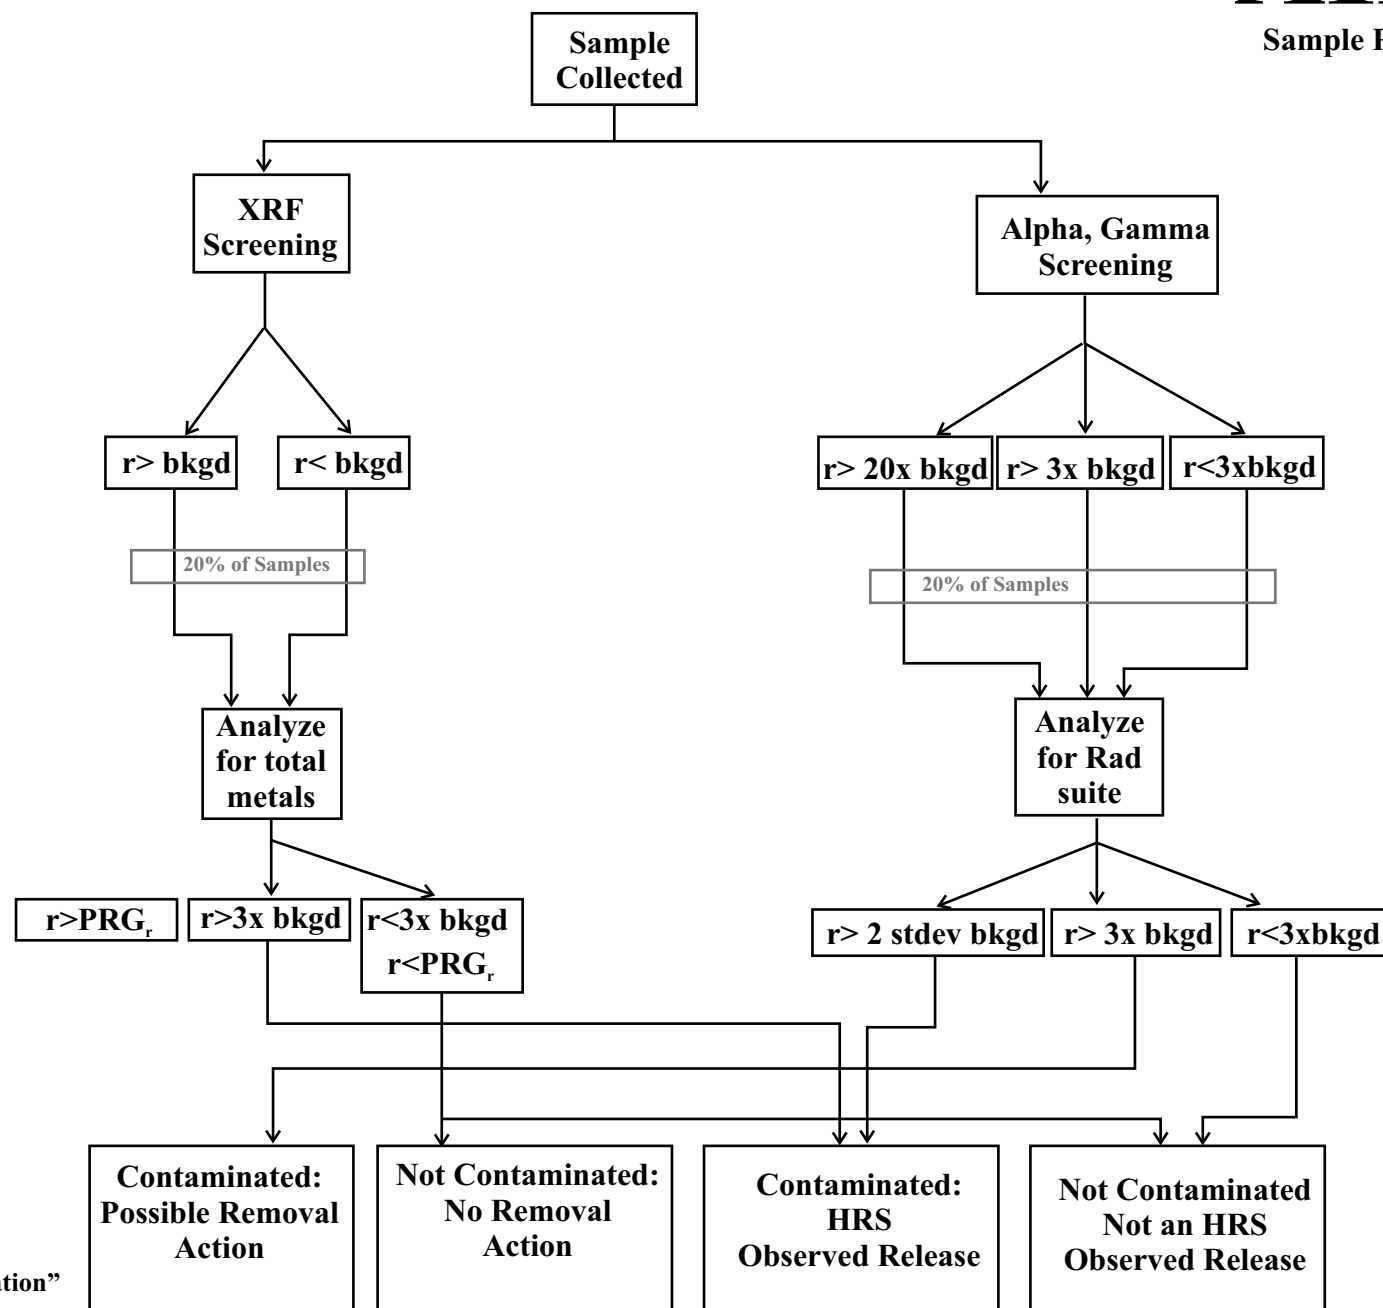 Sample
Collected
XRF
Screening
Alpha, Gamma
Screening
r> bkgd
r< bkgd
r> 20x bkgd
r> 3x bkgd
r<3xbkgd
20% of Samples
20% of Samples
Analyze
for total
metals
Analyze
for Rad
suite
r>PRGr
r>3x bkgd
r<3x bkgd
r<PRGr
r> 2 stdev bkgd
r> 3x bkgd
r<3xbkgd
Contaminated:
Possible Removal
Action
Not Contaminated:
No Removal
Action
Contaminated:
HRS
Observed Release
Not Contaminated
Not an HRS
Observed Release